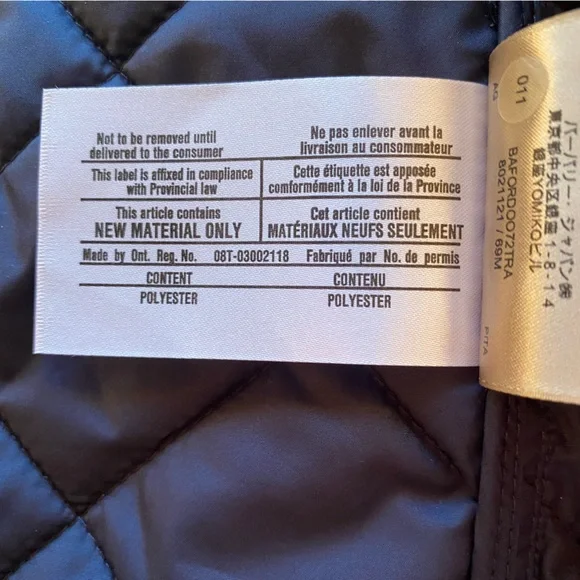 Not to be removed until
delivered to the consumer
Ne pas enlever avant la
livraison au consommateur
This label is affixed in compliance
with Provincial law
Cette étiquette est apposée
comformément à la loi de la Province
This article contains
NEW MATERIAL ONLY
Cet article contient
MATÉRIAUX NEUFS SEULEMENT
Made by Ont. Reg. No. 08T-03002118 Fabriqué par No. de permis
CONTENT
POLYESTER
CONTENU
POLYESTER
バーバリー・ジャパン㈱
東京都中央区銀座1-8-14
銀座YOMIKOビル
BAFORDOO72TRA
8021121 / 69M
011
AG
PITA